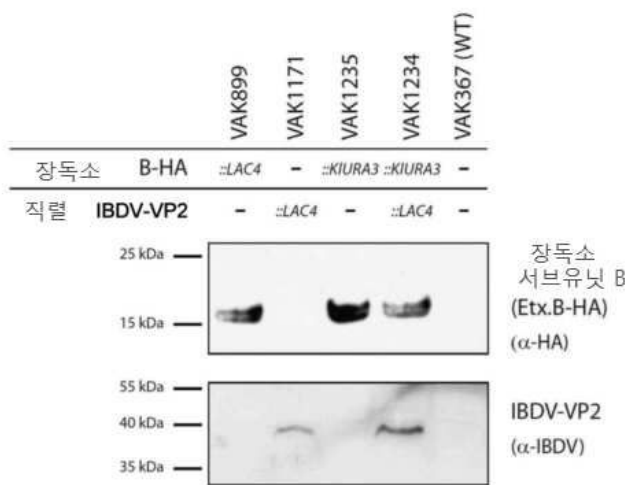 VAK899 VAK1171 VAK1235 VAK1234 VAK367 (WT)
장독소 B-HA ::LAC4 – ::KlURA3 ::KlURA3 –
직렬 IBDV-VP2 – ::LAC4 – ::LAC4 –
25 kDa
15 kDa
장독소
서브유닛 B
(Etx.B-HA)
(α-HA)
55 kDa
40 kDa
35 kDa
IBDV-VP2
(α-IBDV)